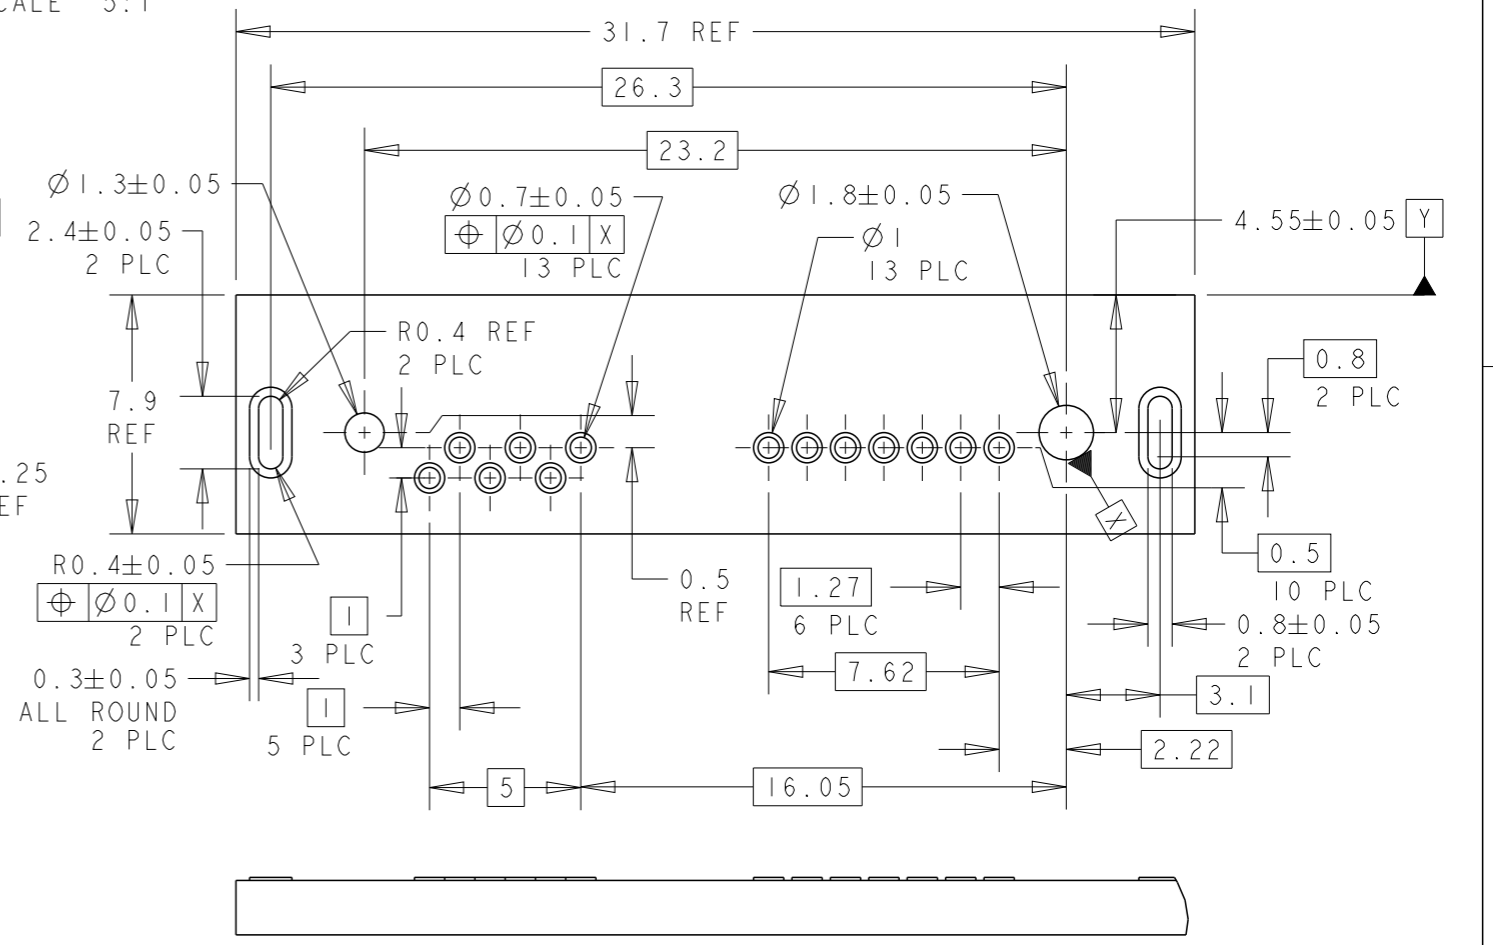 SCALE 5:1
31.7 REF
26.3
23.2
Ø1.3±0.05
Ø0.7±0.05
⌖ Ø0.1 X
13 PLC
Ø1.8±0.05
Ø1
13 PLC
4.55±0.05 Y
2.4±0.05
2 PLC
R0.4 REF
2 PLC
0.8
2 PLC
7.9
REF
.25
R0.4±0.05
⌖ Ø0.1 X
2 PLC
X
0.5
10 PLC
0.5
REF
1.27
6 PLC
1
3 PLC
0.8±0.05
2 PLC
0.3±0.05
ALL ROUND
2 PLC
7.62
3.1
1
5 PLC
2.22
5
16.05